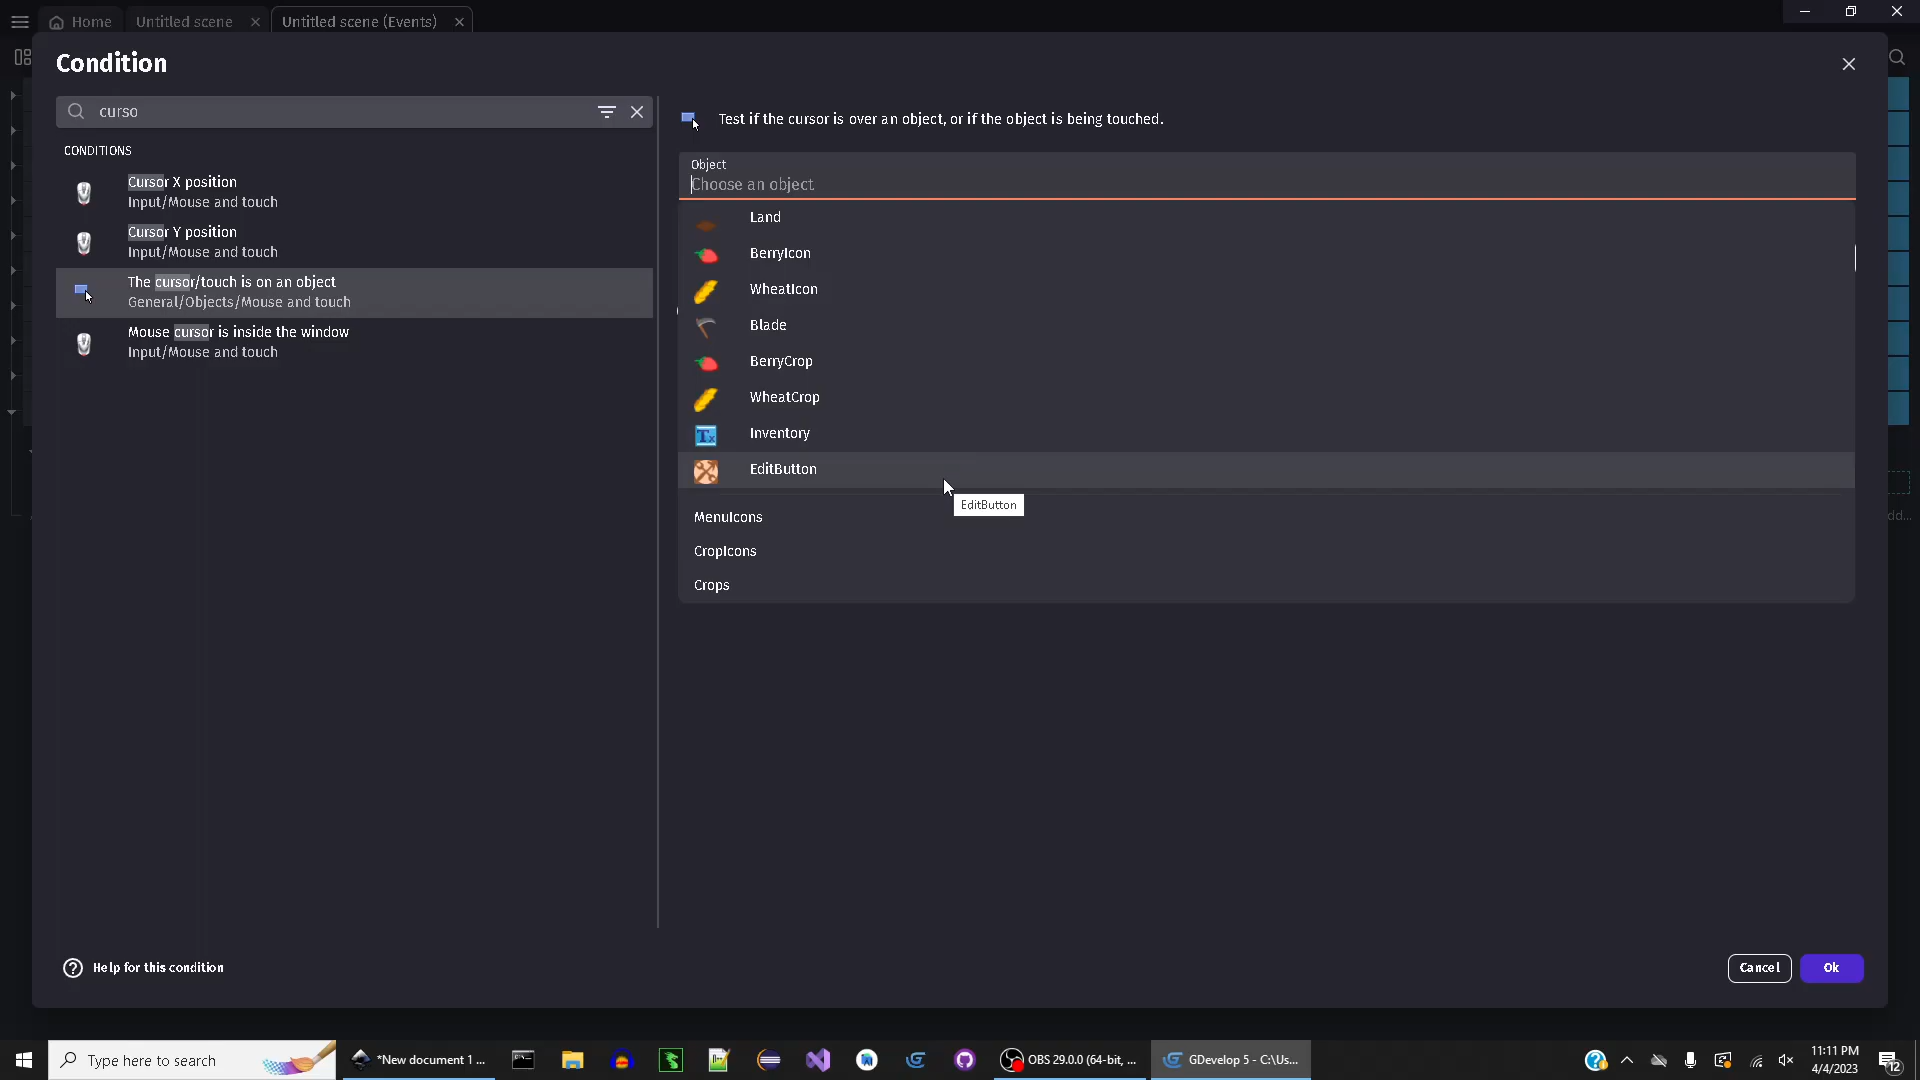 Home
Untitled scene
Untitled scene (Events)
Condition
curso
CONDITIONS
Cursor X position
Input/Mouse and touch
Cursor Y position
Input/Mouse and touch
The cursor/touch is on an object
General/Objects/Mouse and touch
Mouse cursor is inside the window
Input/Mouse and touch
Test if the cursor is over an object, or if the object is being touched.
Object
Choose an object
Land
BerryIcon
WheatIcon
Blade
BerryCrop
WheatCrop
Inventory
EditButton
EditButton
MenuIcons
CropIcons
Crops
dd...
Help for this condition
Cancel
Ok
Type here to search
*New document 1 ...
OBS 29.0.0 (64-bit, ...
GDevelop 5 - C:\Us...
11:11 PM
4/4/2023
12